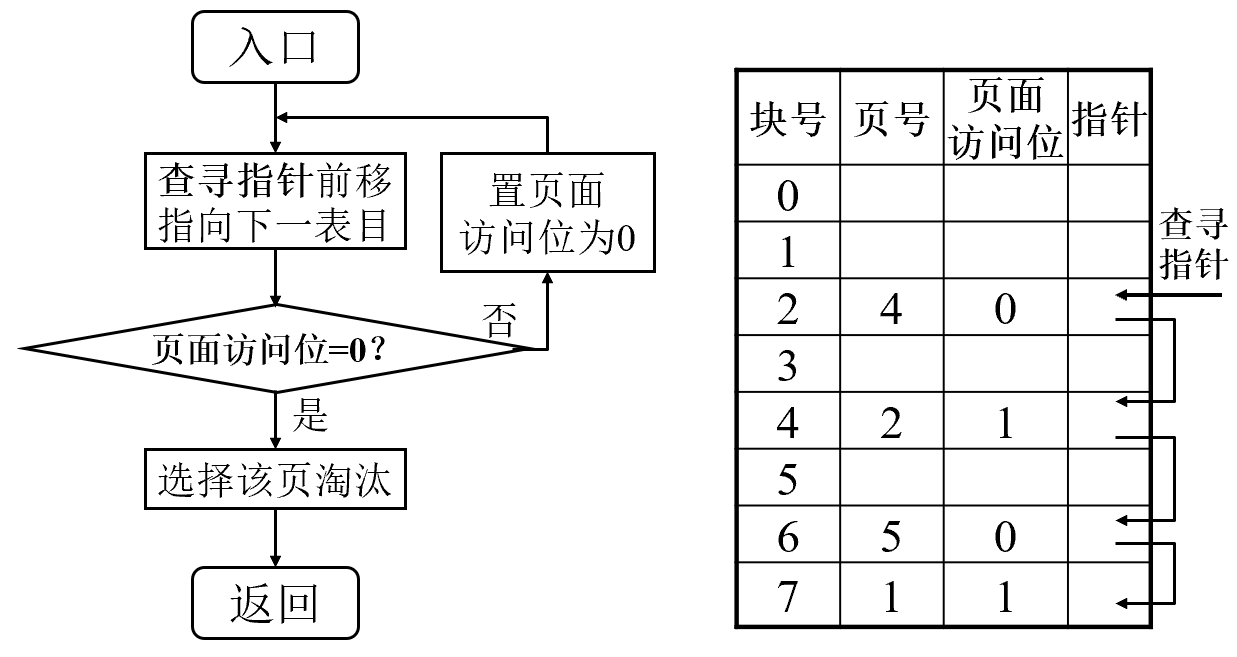 入口
查寻指针前移
指向下一表目
置页面
访问位为0
页面访问位=0？
否
是
选择该页淘汰
返回
块号 页号 页面访问位 指针
0
1
2 4 0
3
4 2 1
5
6 5 0
7 1 1
查寻
指针